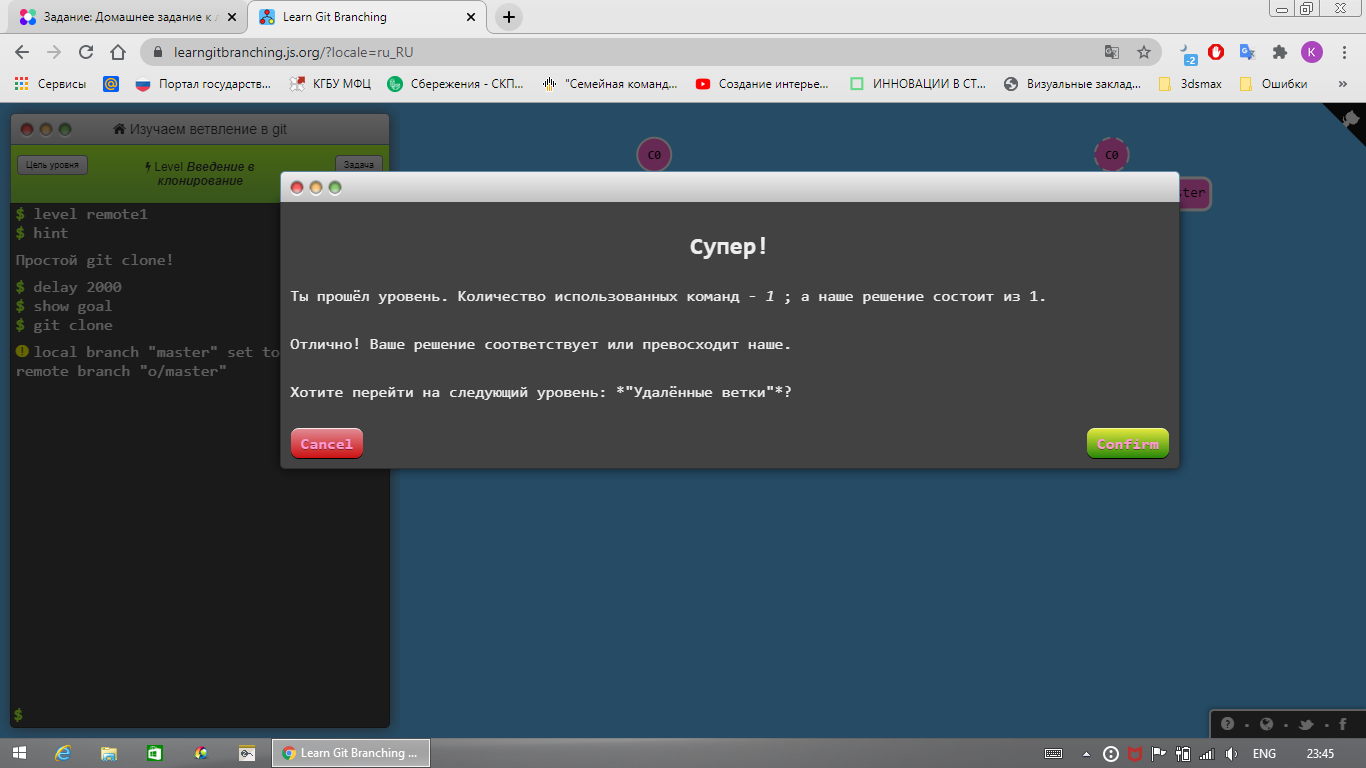 Задание: Домашнее задание к л
Learn Git Branching
learngitbranching.js.org/?locale=ru_RU
-2
K
Сервисы
Портал государств...
КГБУ МФЦ
Сбережения - СКП...
"Семейная команд...
Создание интерье...
ИННОВАЦИИ В СТ...
Визуальные заклад...
3dsmax
Ошибки
»
Изучаем ветвление в git
Цель уровня
Level Введение в
клонирование
Задача
$ level remote1
$ hint
Простой git clone!
$ delay 2000
$ show goal
$ git clone
local branch "master" set to
remote branch "o/master"
$
C0
C0
ster
Супер!
Ты прошёл уровень. Количество использованных команд - 1 ; а наше решение состоит из 1.
Отлично! Ваше решение соответствует или превосходит наше.
Хотите перейти на следующий уровень: *"Удалённые ветки"*?
Cancel
Confirm
Learn Git Branching ...
ENG
23:45